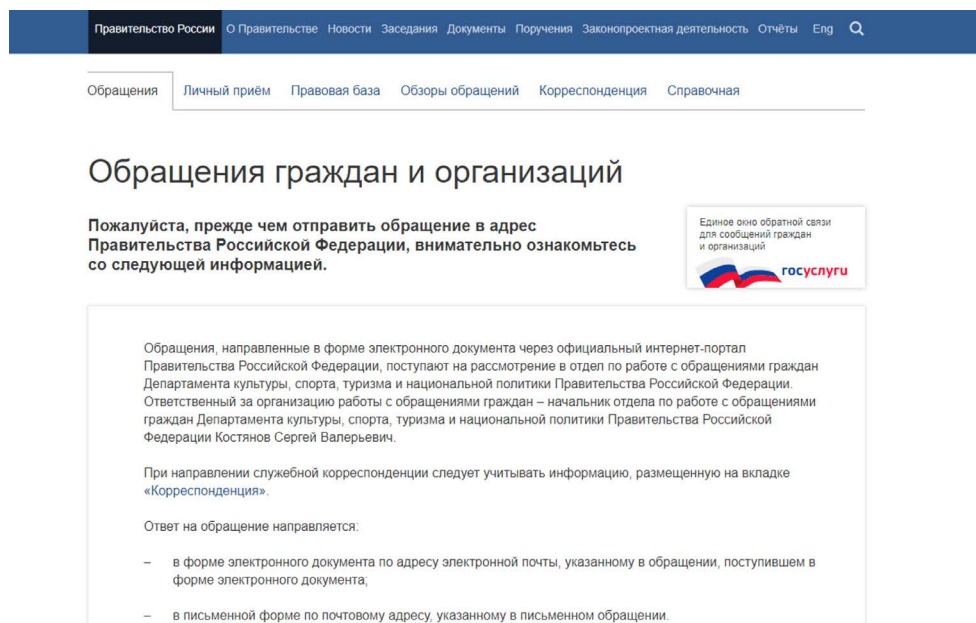 Правительство России О Правительстве Новости Заседания Документы Поручения Законопроектная деятельность Отчёты Eng
Обращения Личный приём Правовая база Обзоры обращений Корреспонденция Справочная
Обращения граждан и организаций
Пожалуйста, прежде чем отправить обращение в адрес
Правительства Российской Федерации, внимательно ознакомьтесь
со следующей информацией.
Единое окно обратной связи
для сообщений граждан
и организаций
госуслуги
Обращения, направленные в форме электронного документа через официальный интернет-портал
Правительства Российской Федерации, поступают на рассмотрение в отдел по работе с обращениями граждан
Департамента культуры, спорта, туризма и национальной политики Правительства Российской Федерации.
Ответственный за организацию работы с обращениями граждан – начальник отдела по работе с обращениями
граждан Департамента культуры, спорта, туризма и национальной политики Правительства Российской
Федерации Костянов Сергей Валерьевич.
При направлении служебной корреспонденции следует учитывать информацию, размещенную на вкладке
«Корреспонденция».
Ответ на обращение направляется:
– в форме электронного документа по адресу электронной почты, указанному в обращении, поступившем в
форме электронного документа;
– в письменной форме по почтовому адресу, указанному в письменном обращении.